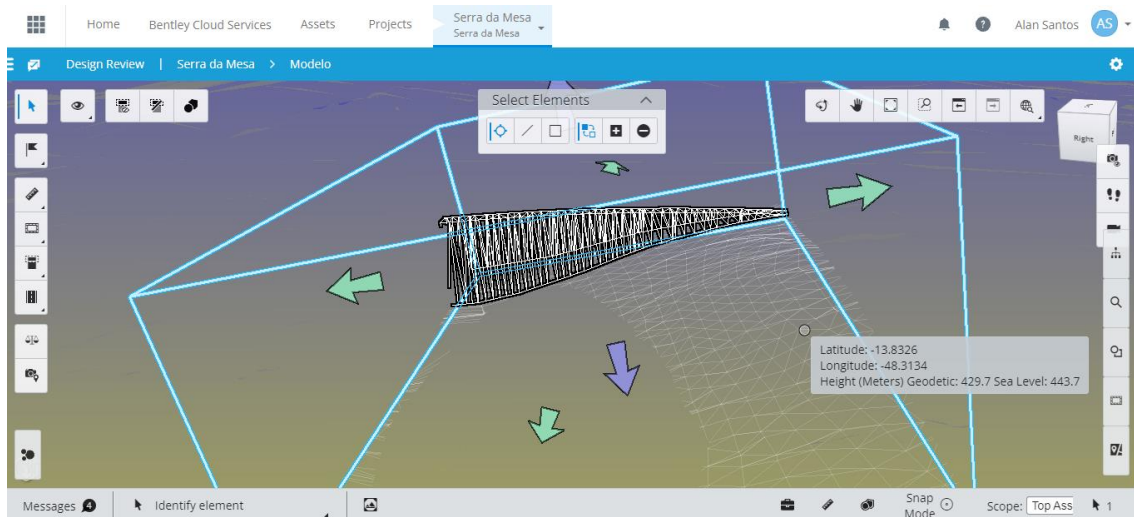 Home Bentley Cloud Services Assets Projects Serra da Mesa
Serra da Mesa
? Alan Santos AS
Design Review | Serra da Mesa > Modelo
Select Elements
Right
Latitude: -13.8326
Longitude: -48.3134
Height (Meters) Geodetic: 429.7 Sea Level: 443.7
Messages 4 Identify element Snap Mode Scope: Top Ass 1